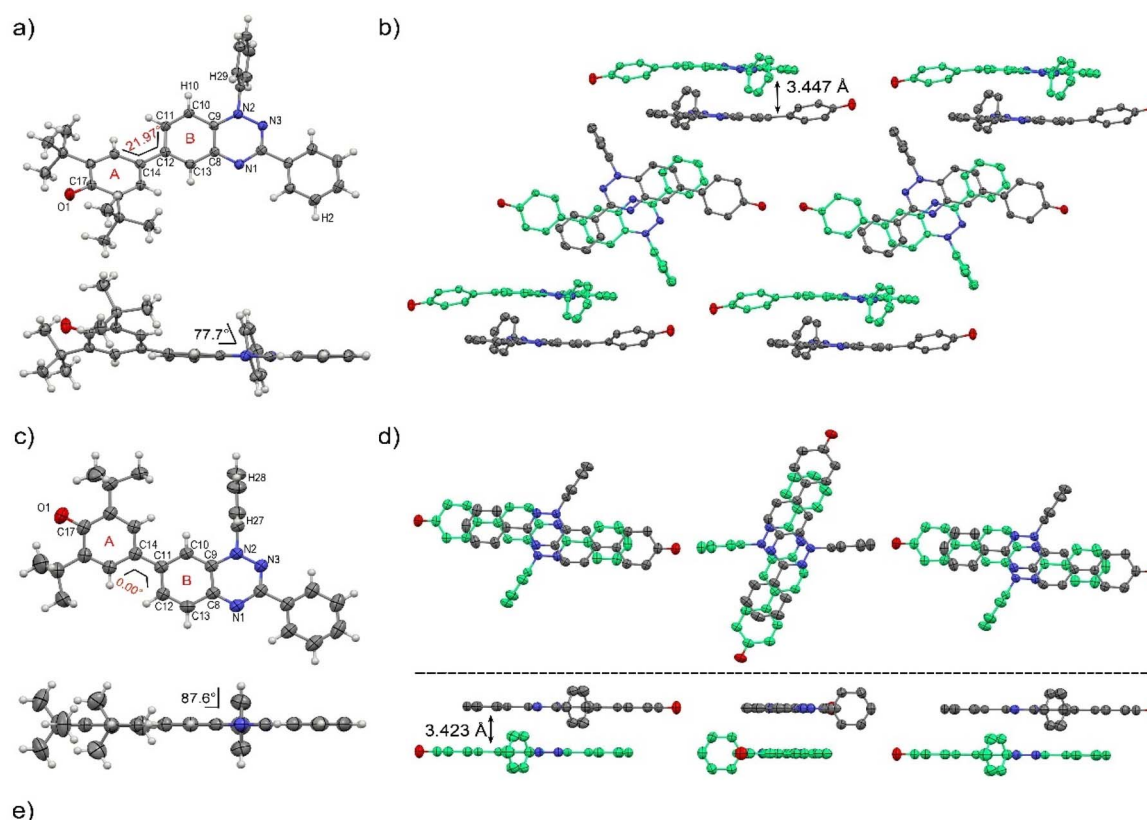 a)
H29
H10
N2
C10
C11
C9
N3
21.97°
B
C12
C8
C13
N1
A
C14
C17
O1
H2
77.7°
b)
3.447 Å
c)
H28
O1
C17
H27
A
C14
C11
C10
N2
C9
N3
B
0.00°
C12
C8
C13
N1
87.6°
d)
3.423 Å
e)